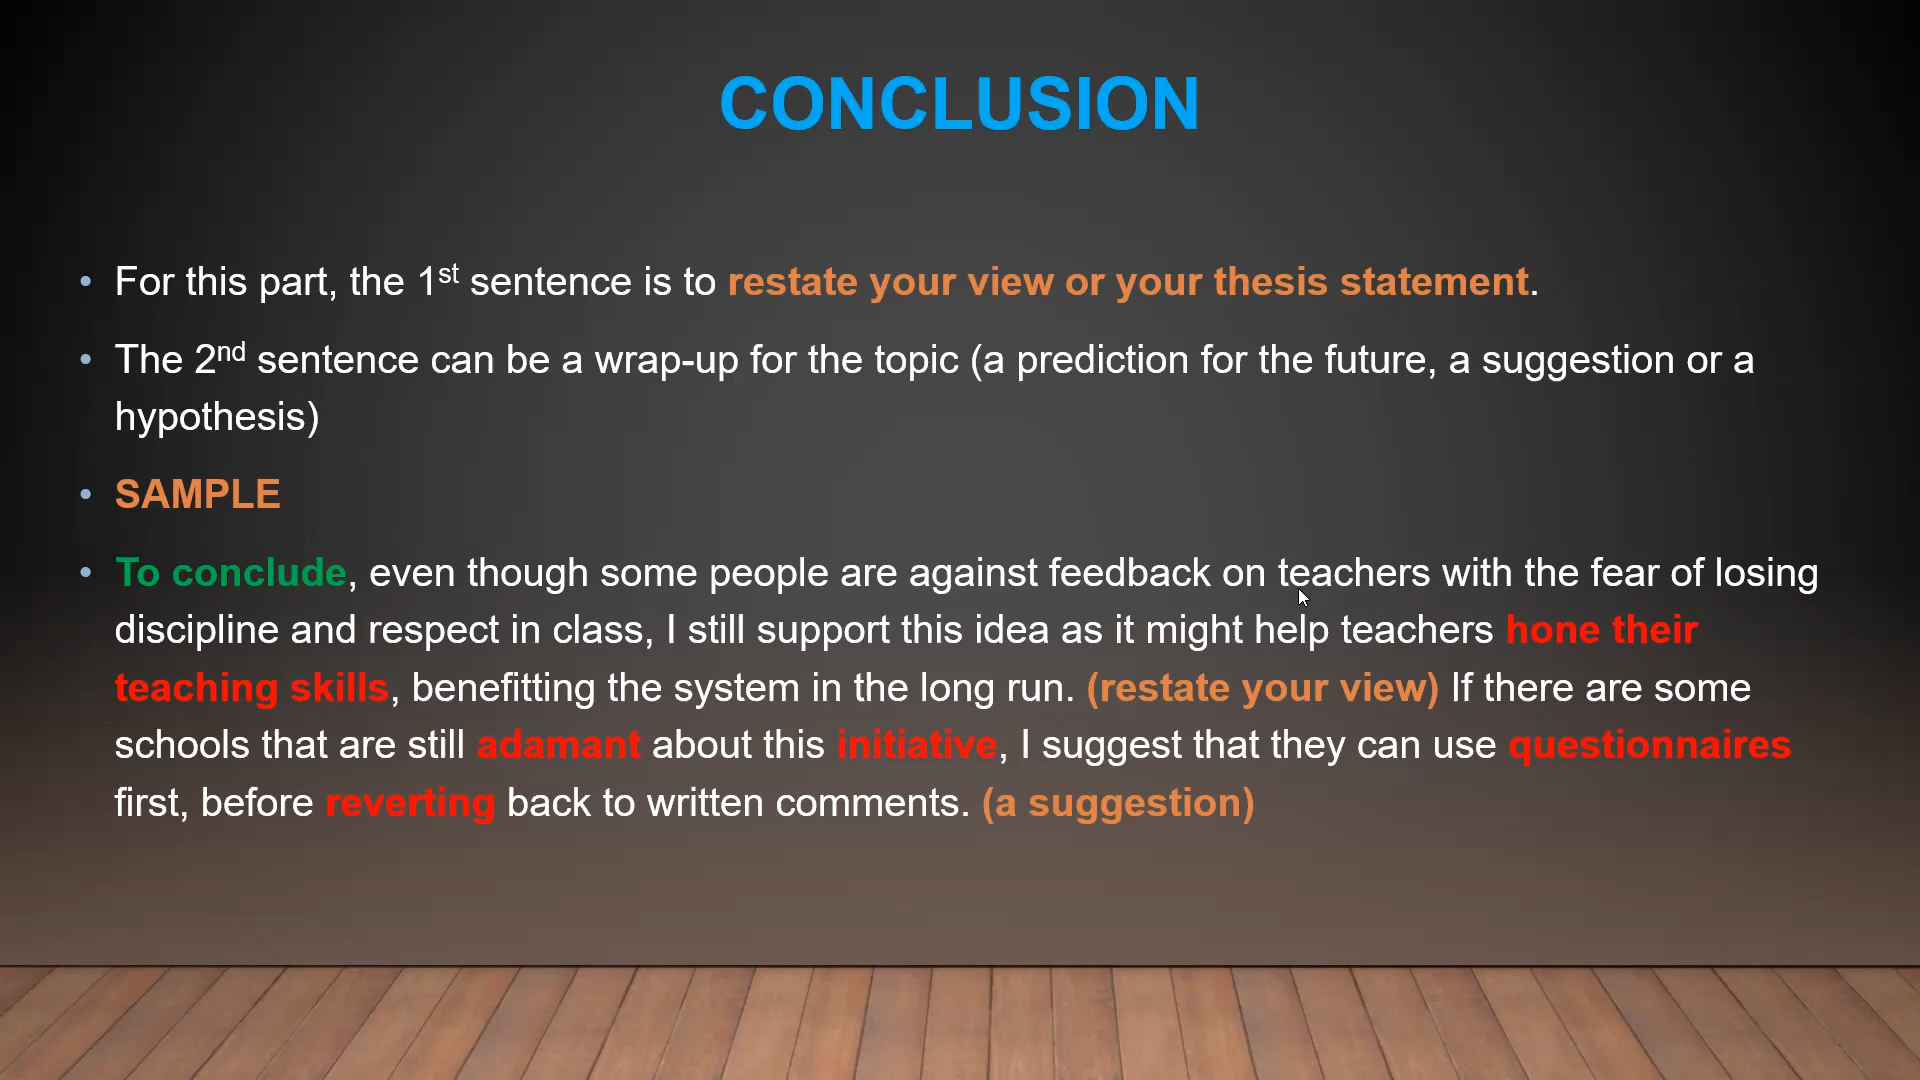 CONCLUSION
• For this part, the 1st sentence is to restate your view or your thesis statement.
• The 2nd sentence can be a wrap-up for the topic (a prediction for the future, a suggestion or a
hypothesis)
• SAMPLE
• To conclude, even though some people are against feedback on teachers with the fear of losing
discipline and respect in class, I still support this idea as it might help teachers hone their
teaching skills, benefitting the system in the long run. (restate your view) If there are some
schools that are still adamant about this initiative, I suggest that they can use questionnaires
first, before reverting back to written comments. (a suggestion)